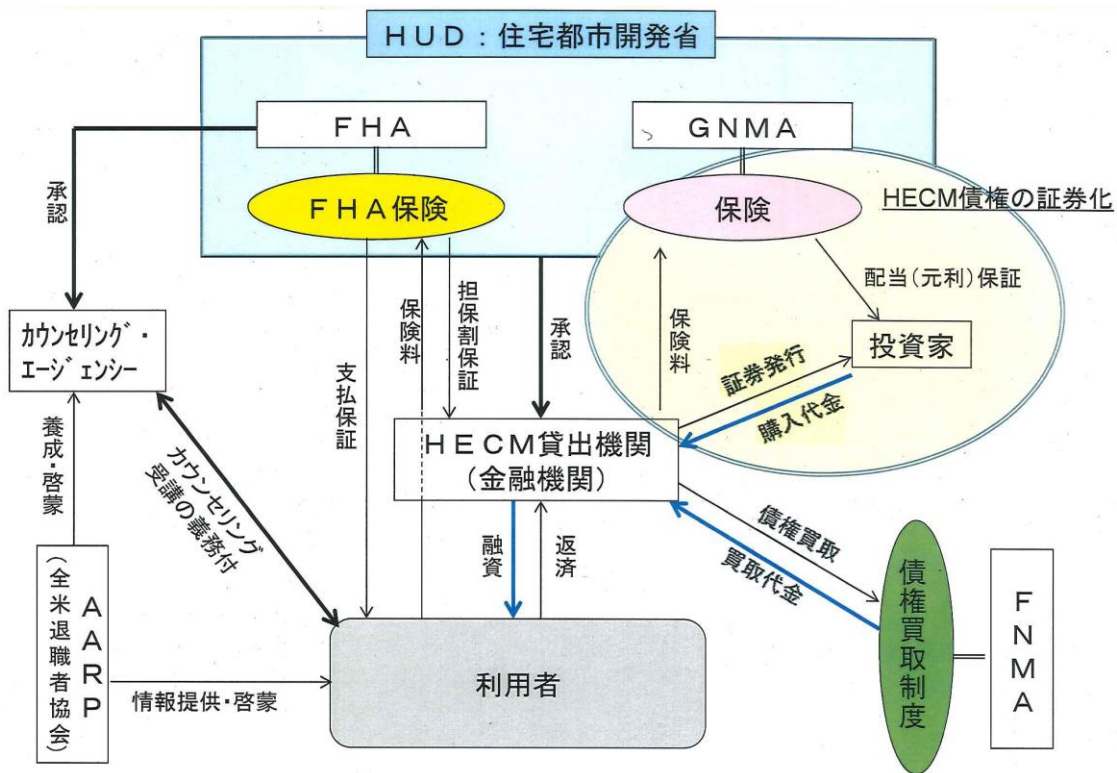 HUD:住宅都市開発省
FHA
GNMA
FHA保険
保険
HECM債権の証券化
承認
支払保証
保険料
担保割保証
承認
保険料
配当(元利)保証
投資家
証券発行
購入代金
カウンセリング・
エージェンシー
HECM貸出機関
(金融機関)
養成・啓蒙
カウンセリング
受講の義務付
融資
返済
債権買取
買取代金
債権買取制度
FNMA
AARP
(全米退職者協会)
情報提供・啓蒙
利用者